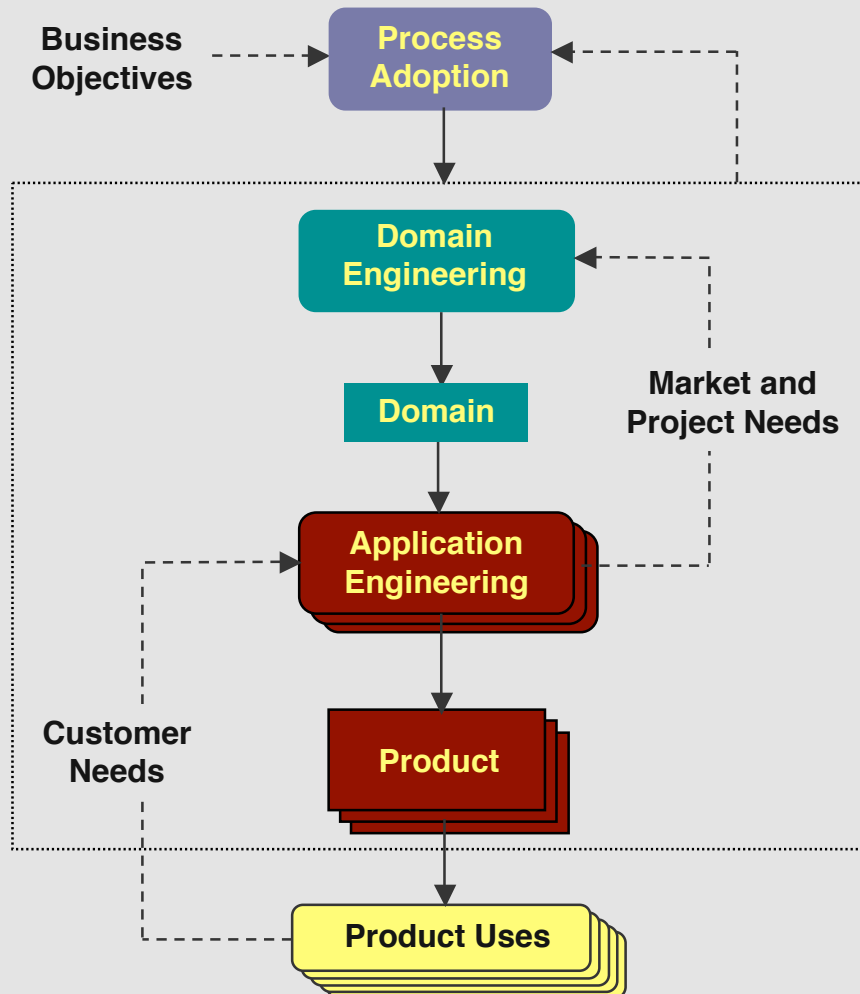 Business
Objectives
Process
Adoption
Domain
Engineering
Domain
Market and
Project Needs
Application
Engineering
Customer
Needs
Product
Product Uses